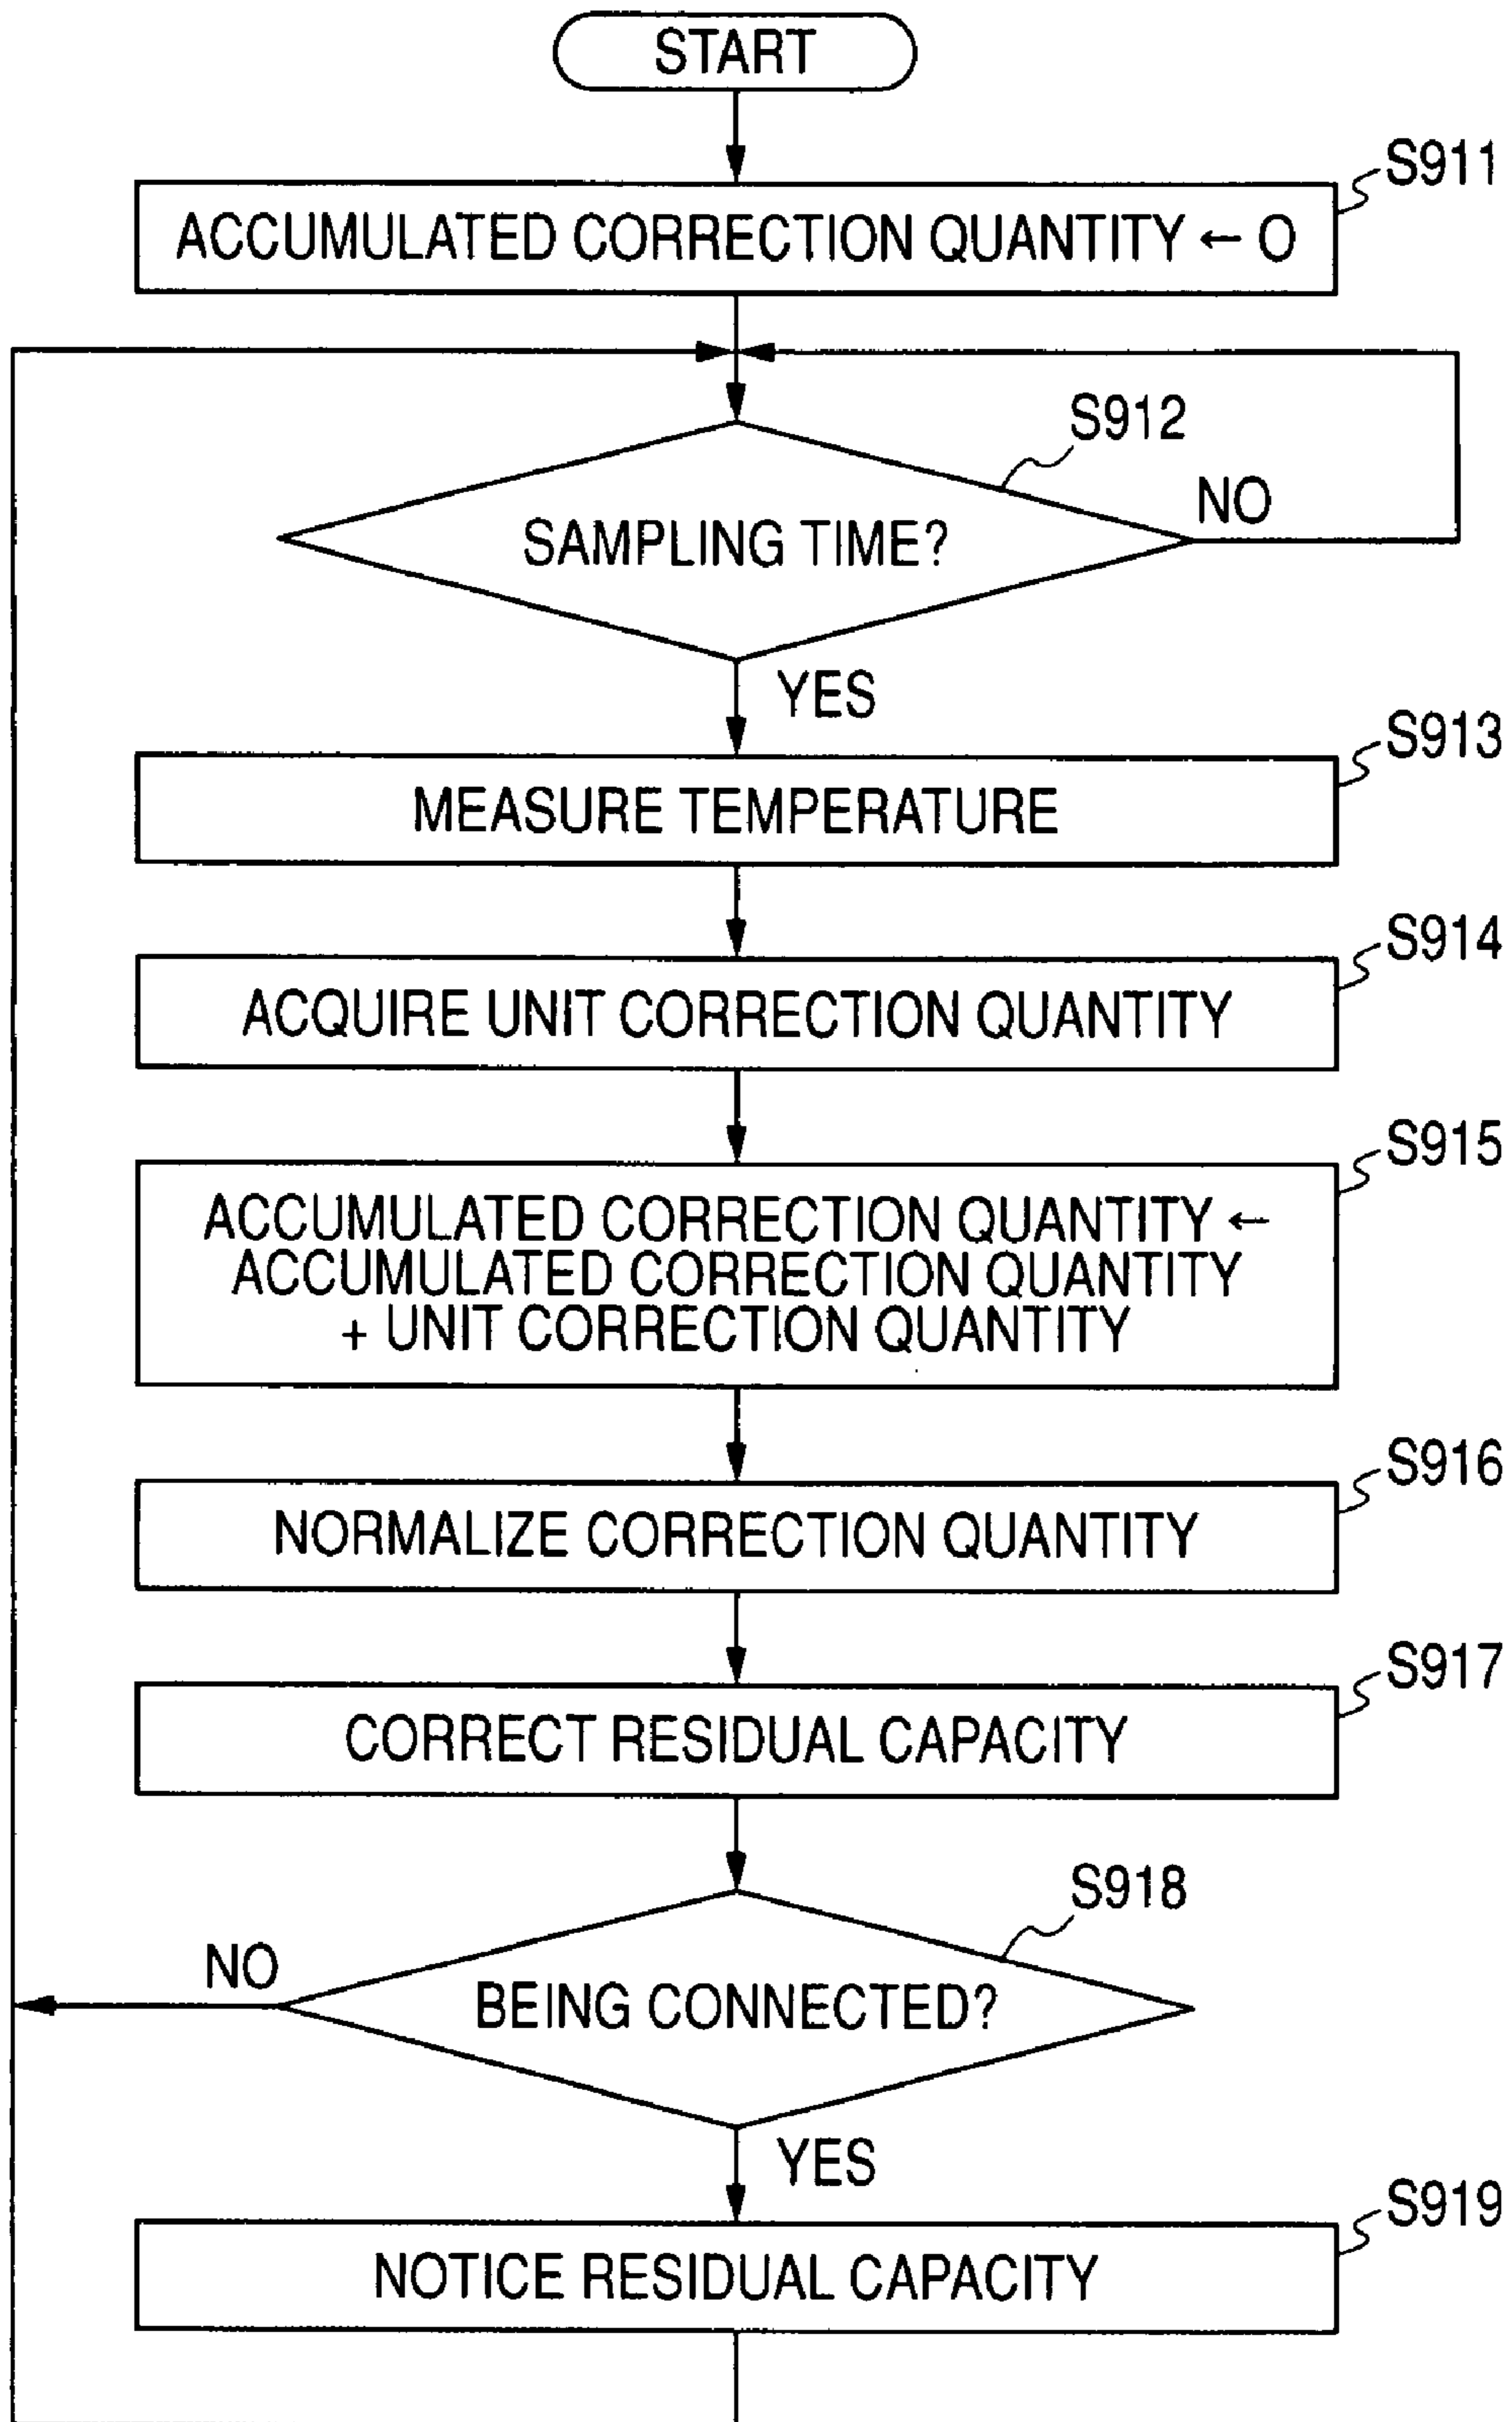 START
S911
ACCUMULATED CORRECTION QUANTITY ← O
S912
SAMPLING TIME?
NO
YES
S913
MEASURE TEMPERATURE
S914
ACQUIRE UNIT CORRECTION QUANTITY
S915
ACCUMULATED CORRECTION QUANTITY ←
ACCUMULATED CORRECTION QUANTITY
+ UNIT CORRECTION QUANTITY
S916
NORMALIZE CORRECTION QUANTITY
S917
CORRECT RESIDUAL CAPACITY
S918
NO
BEING CONNECTED?
YES
S919
NOTICE RESIDUAL CAPACITY